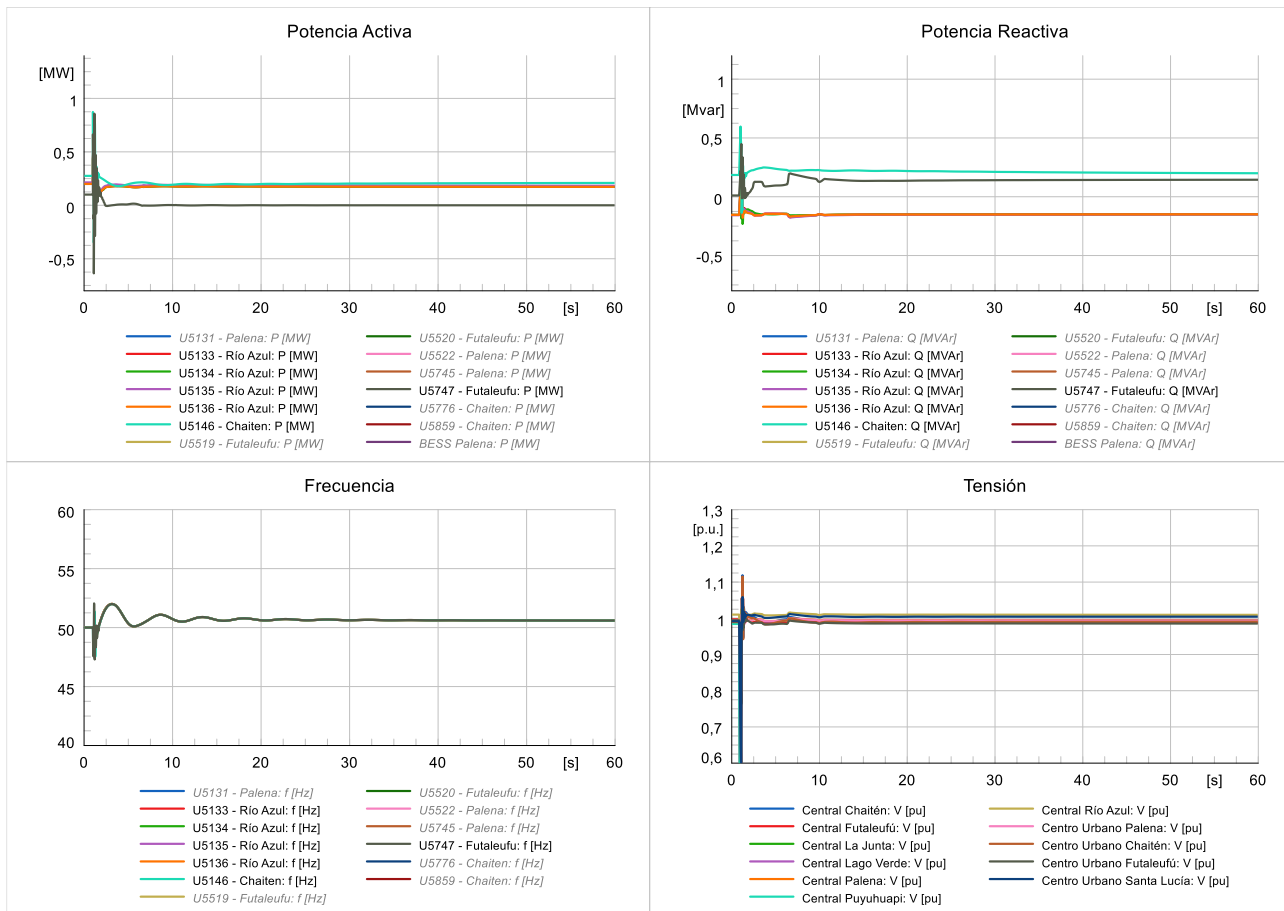 Potencia Activa
[MW]
1
0,5
0
-0,5
0 10 20 30 40 50 [s] 60
U5131 - Palena: P [MW]
U5133 - Río Azul: P [MW]
U5134 - Río Azul: P [MW]
U5135 - Río Azul: P [MW]
U5136 - Río Azul: P [MW]
U5146 - Chaiten: P [MW]
U5519 - Futaleufu: P [MW]
U5520 - Futaleufu: P [MW]
U5522 - Palena: P [MW]
U5745 - Palena: P [MW]
U5747 - Futaleufu: P [MW]
U5776 - Chaiten: P [MW]
U5859 - Chaiten: P [MW]
BESS Palena: P [MW]
Potencia Reactiva
1
[Mvar]
0,5
0
-0,5
0 10 20 30 40 50 [s] 60
U5131 - Palena: Q [MVAr]
U5133 - Río Azul: Q [MVAr]
U5134 - Río Azul: Q [MVAr]
U5135 - Río Azul: Q [MVAr]
U5136 - Río Azul: Q [MVAr]
U5146 - Chaiten: Q [MVAr]
U5519 - Futaleufu: Q [MVAr]
U5520 - Futaleufu: Q [MVAr]
U5522 - Palena: Q [MVAr]
U5745 - Palena: Q [MVAr]
U5747 - Futaleufu: Q [MVAr]
U5776 - Chaiten: Q [MVAr]
U5859 - Chaiten: Q [MVAr]
BESS Palena: Q [MVAr]
Frecuencia
60
55
50
45
40
0 10 20 30 40 50 [s] 60
U5131 - Palena: f [Hz]
U5133 - Río Azul: f [Hz]
U5134 - Río Azul: f [Hz]
U5135 - Río Azul: f [Hz]
U5136 - Río Azul: f [Hz]
U5146 - Chaiten: f [Hz]
U5519 - Futaleufu: f [Hz]
U5520 - Futaleufu: f [Hz]
U5522 - Palena: f [Hz]
U5745 - Palena: f [Hz]
U5747 - Futaleufu: f [Hz]
U5776 - Chaiten: f [Hz]
U5859 - Chaiten: f [Hz]
Tensión
1,3
[p.u.]
1,2
1,1
1
0,9
0,8
0,7
0,6
0 10 20 30 40 50 [s] 60
Central Chaitén: V [pu]
Central Futaleufú: V [pu]
Central La Junta: V [pu]
Central Lago Verde: V [pu]
Central Palena: V [pu]
Central Puyuhuapi: V [pu]
Central Río Azul: V [pu]
Centro Urbano Palena: V [pu]
Centro Urbano Chaitén: V [pu]
Centro Urbano Futaleufú: V [pu]
Centro Urbano Santa Lucía: V [pu]